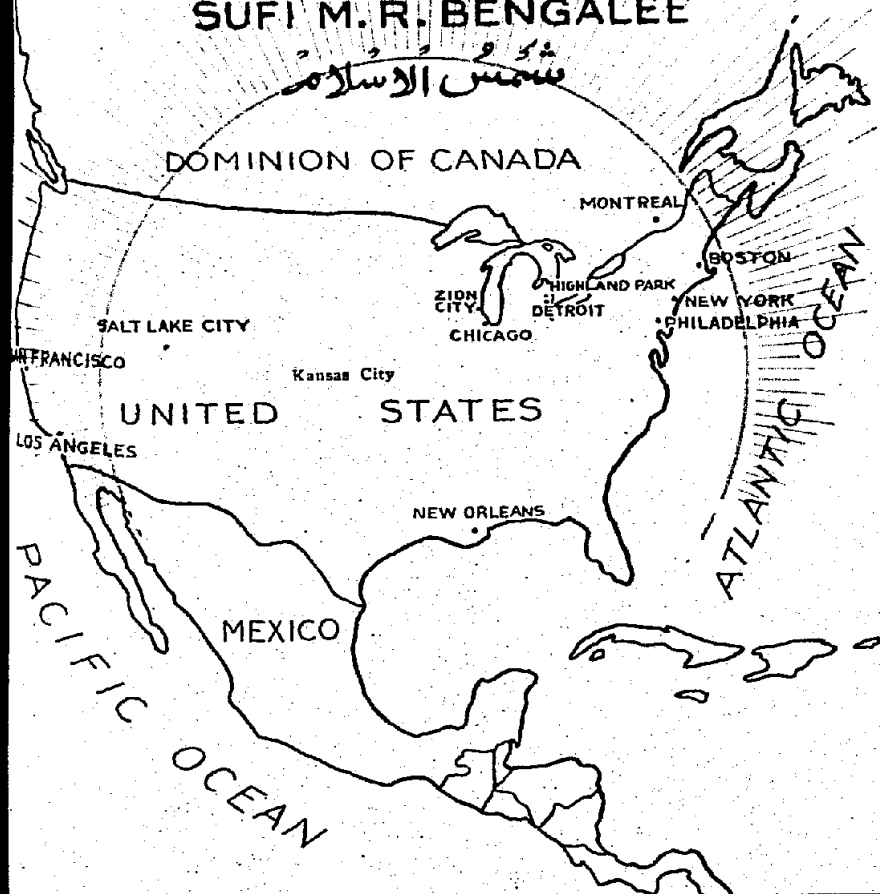 SUFI M. R. BENGALEE
شمس الاسلام
DOMINION OF CANADA
MONTREAL
BOSTON
HIGHLAND PARK
ZION
CITY
DETROIT
NEW YORK
PHILADELPHIA
CHICAGO
SALT LAKE CITY
FRANCISCO
Kansas City
UNITED STATES
LOS ANGELES
NEW ORLEANS
ATLANTIC OCEAN
MEXICO
PACIFIC OCEAN